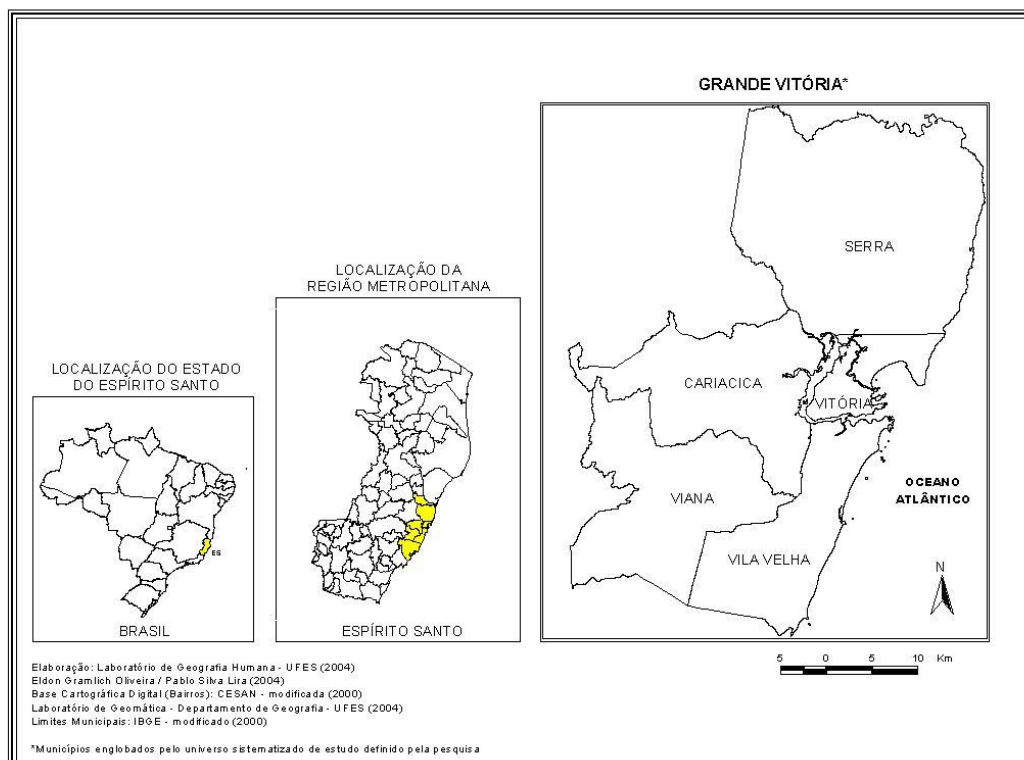 GRANDE VITÓRIA*
SERRA
CARIACICA
VITÓRIA
VIANA
VILA VELHA
OCEANO
ATLÂNTICO
N
LOCALIZAÇÃO DA
REGIÃO METROPOLITANA
ESPÍRITO SANTO
LOCALIZAÇÃO DO ESTADO
DO ESPÍRITO SANTO
ES
BRASIL
5 0 5 10 Km
Elaboração: Laboratório de Geografia Humana - UFES (2004)
Eldon Gramlich Oliveira / Pablo Silva Lira (2004)
Base Cartográfica Digital (Bairros): CESAN - modificada (2000)
Laboratório de Geomática - Departamento de Geografia - UFES (2004)
Limites Municipais: IBGE - modificado (2000)
*Municípios englobados pelo universo sistematizado de estudo definido pela pesquisa